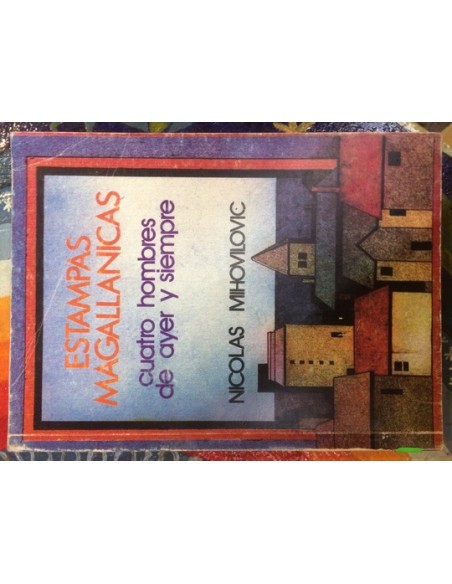 ESTAMPAS
MAGALLANICAS
cuatro hombres
de ayer y siempre
NICOLAS MIHOVILOVIC